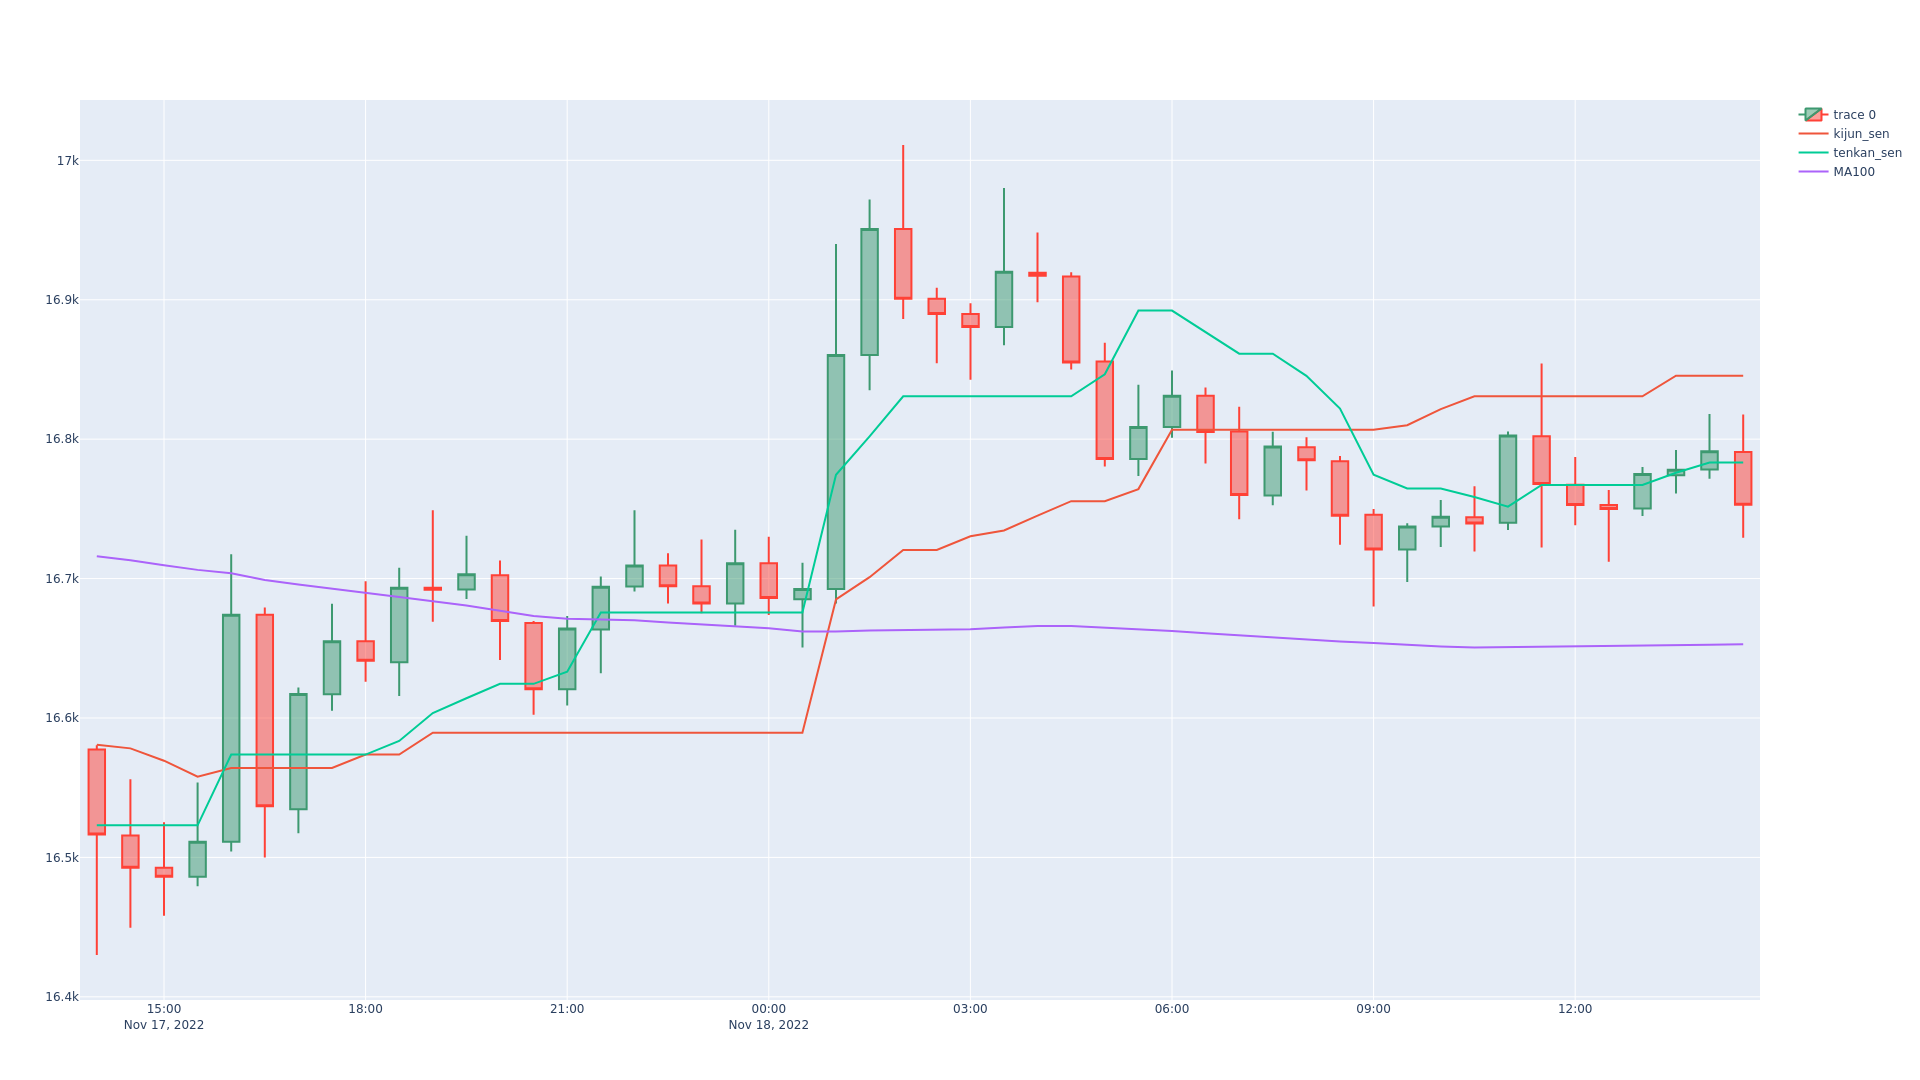 trace 0
kijun_sen
tenkan_sen
MA100
17k
16.9k
16.8k
16.7k
16.6k
16.5k
16.4k
15:00 18:00 21:00 00:00 03:00 06:00 09:00 12:00
Nov 17, 2022 Nov 18, 2022